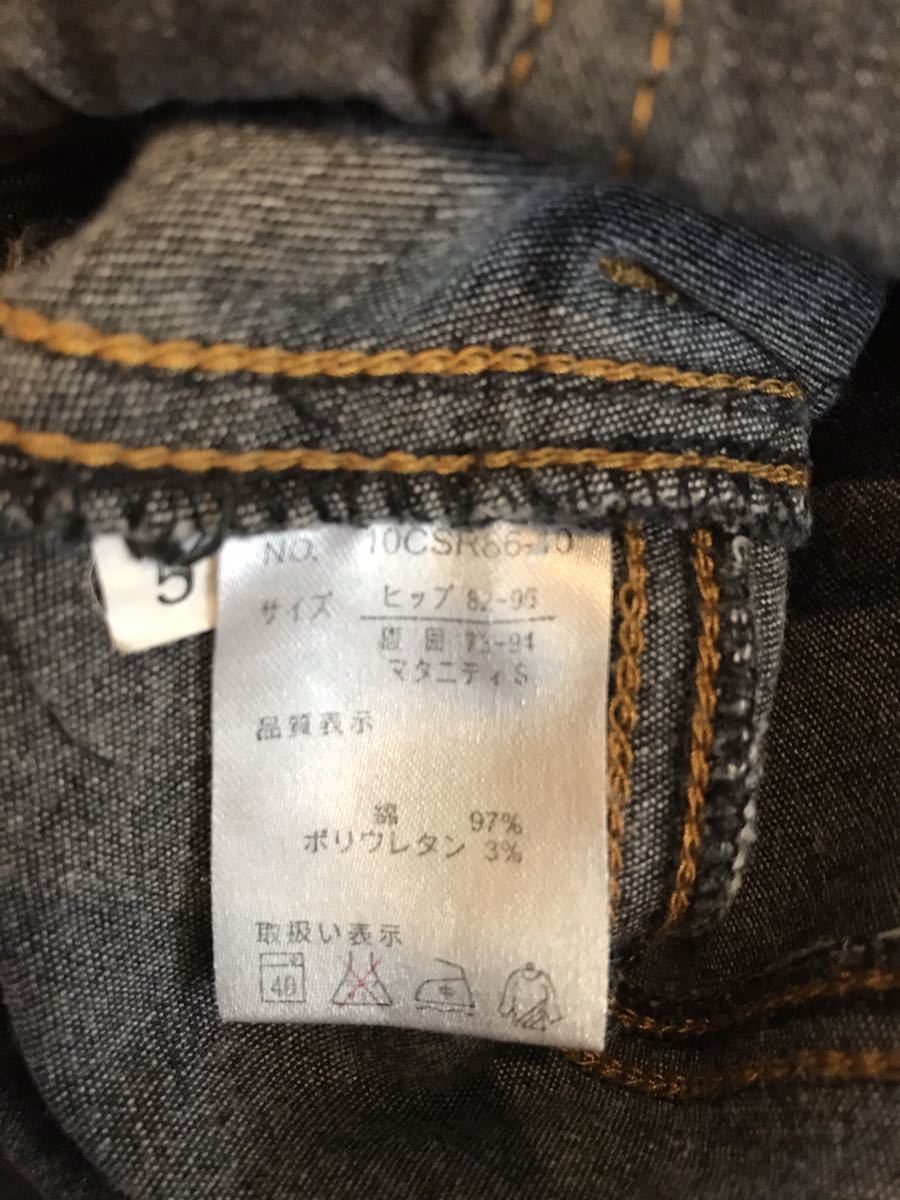 5
NO. 10CSR86-10
サイズ ヒップ 82-96
腹囲 73-94
マタニティS
品質表示
綿 97%
ポリウレタン 3%
取扱い表示
40